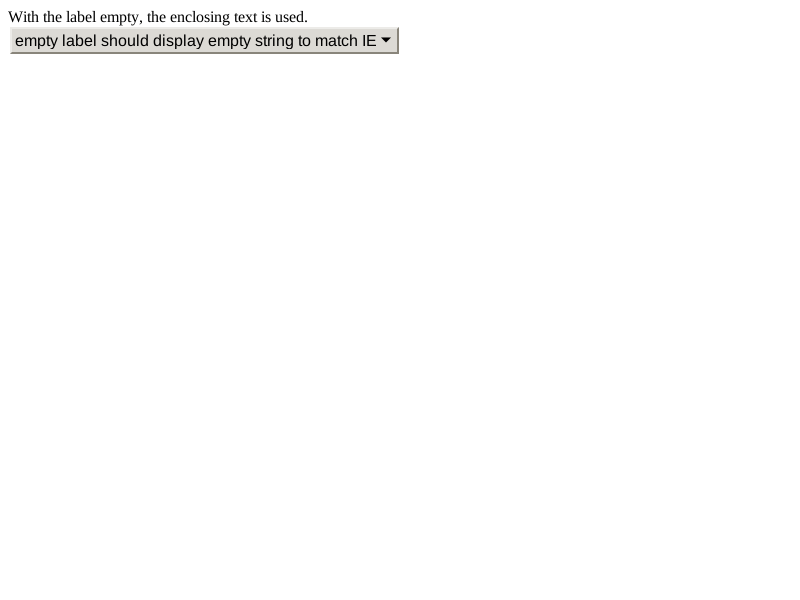 With the label empty, the enclosing text is used.
empty label should display empty string to match IE